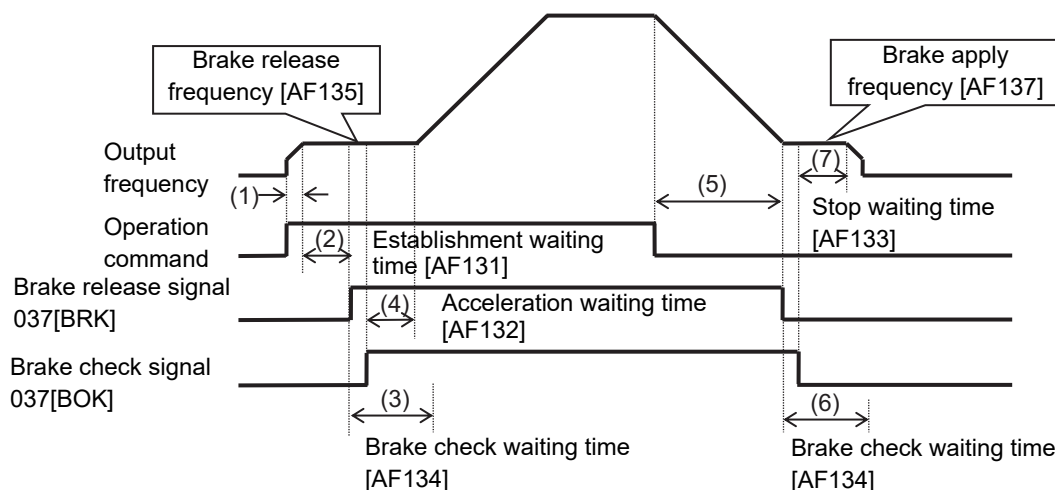 Brake release
frequency [AF135]
Brake apply
frequency [AF137]
Output
frequency
(1)
(7)
(5)
Stop waiting time
[AF133]
Operation
command
(2)
Establishment waiting
time [AF131]
Brake release signal
037[BRK]
(4)
Acceleration waiting time
[AF132]
Brake check signal
037[BOK]
(3)
(6)
Brake check waiting time
[AF134]
Brake check waiting time
[AF134]